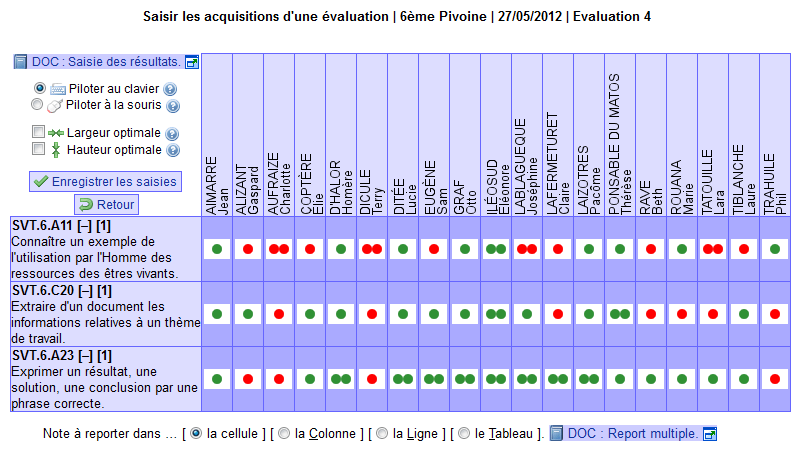 Saisir les acquisitions d'une évaluation | 6ème Pivoine | 27/05/2012 | Evaluation 4
DOC : Saisie des résultats.
Piloter au clavier
Piloter à la souris
Largeur optimale
Hauteur optimale
Enregistrer les saisies
Retour
AIMARRE
Jean
ALIZANT
Gaspard
AUFRAIZE
Charlotte
COPTÈRE
Élie
D'HALOR
Homère
DICULE
Terry
DITÉE
Lucie
EUGÈNE
Sam
GRAF
Otto
ILÉOSUD
Éléonore
LABLAGUEQUE
Joséphine
LAFERMETURET
Claire
LAIZOTRES
Pacôme
PONSABLE DU MATOS
Thérèse
RAVE
Beth
ROUANA
Marie
TATOUILLE
Lara
TIBLANCHE
Laure
TRAHUILE
Phil
SVT.6.A11 [–] [1]
Connaître un exemple de
l'utilisation par l'Homme des
ressources des êtres vivants.
SVT.6.C20 [–] [1]
Extraire d'un document les
informations relatives à un thème
de travail.
SVT.6.A23 [–] [1]
Exprimer un résultat, une
solution, une conclusion par une
phrase correcte.
Note à reporter dans ... [ la cellule ] [ la Colonne ] [ la Ligne ] [ le Tableau ]. DOC : Report multiple.